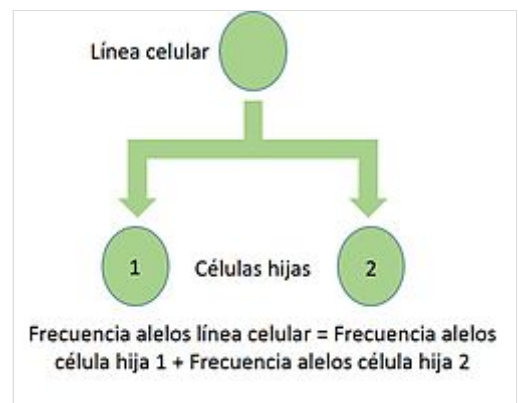 Línea celular
1
Células hijas
2
Frecuencia alelos línea celular = Frecuencia alelos
célula hija 1 + Frecuencia alelos célula hija 2